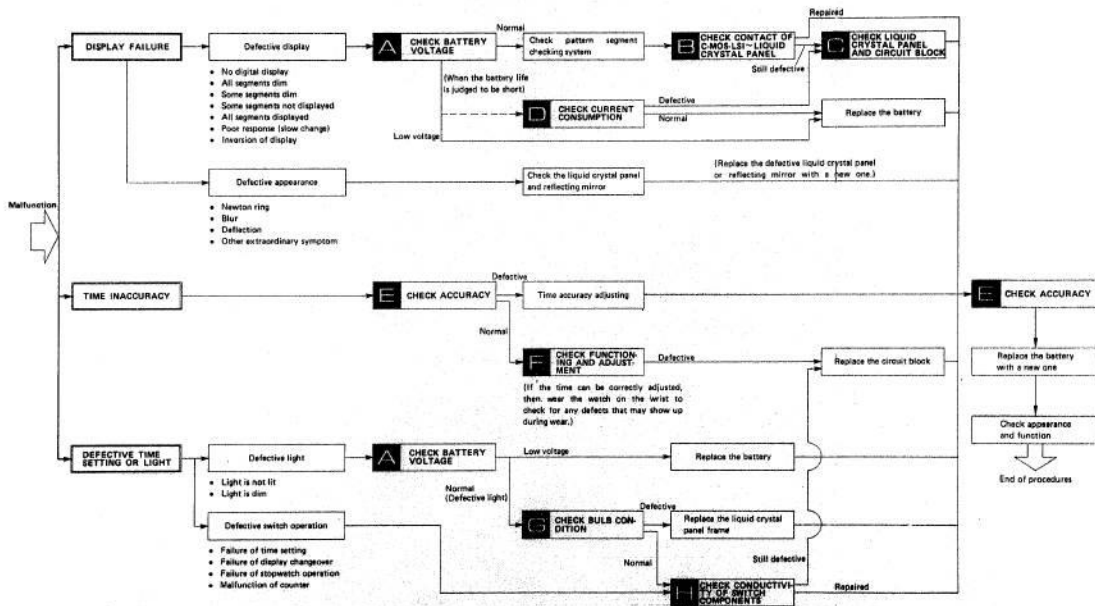 Malfunction
DISPLAY FAILURE
Defective display
• No digital display
• All segments dim
• Some segments dim
• Some segments not displayed
• All segments displayed
• Poor response (slow change)
• Inversion of display
A CHECK BATTERY
VOLTAGE
Normal
Check pattern segment
checking system
B CHECK CONTACT OF
C-MOS-LSI~LIQUID
CRYSTAL PANEL
Repaired
Still defective
C CHECK LIQUID
CRYSTAL PANEL
AND CIRCUIT BLOCK
(When the battery life
is judged to be short)
D CHECK CURRENT
CONSUMPTION
Defective
Normal
Low voltage
Replace the battery
Defective appearance
• Newton ring
• Blur
• Deflection
• Other extraordinary symptom
Check the liquid crystal panel
and reflecting mirror
(Replace the defective liquid crystal panel
or reflecting mirror with a new one.)
TIME INACCURACY
E CHECK ACCURACY
Defective
Time accuracy adjusting
Normal
F CHECK FUNCTION-
ING AND ADJUST-
MENT
Defective
Replace the circuit block
(If the time can be correctly adjusted,
then, wear the watch on the wrist to
check for any defects that may show up
during wear.)
E CHECK ACCURACY
Replace the battery
with a new one
Check appearance
and function
End of procedures
DEFECTIVE TIME
SETTING OR LIGHT
Defective light
• Light is not lit
• Light is dim
A CHECK BATTERY
VOLTAGE
Low voltage
Replace the battery
Normal
(Defective light)
G CHECK BULB CON-
DITION
Defective
Replace the liquid crystal
panel frame
Normal
Still defective
Defective switch operation
• Failure of time setting
• Failure of display changeover
• Failure of stopwatch operation
• Malfunction of counter
H CHECK CONDUCTIV-
ITY OF SWITCH
COMPONENTS
Repaired